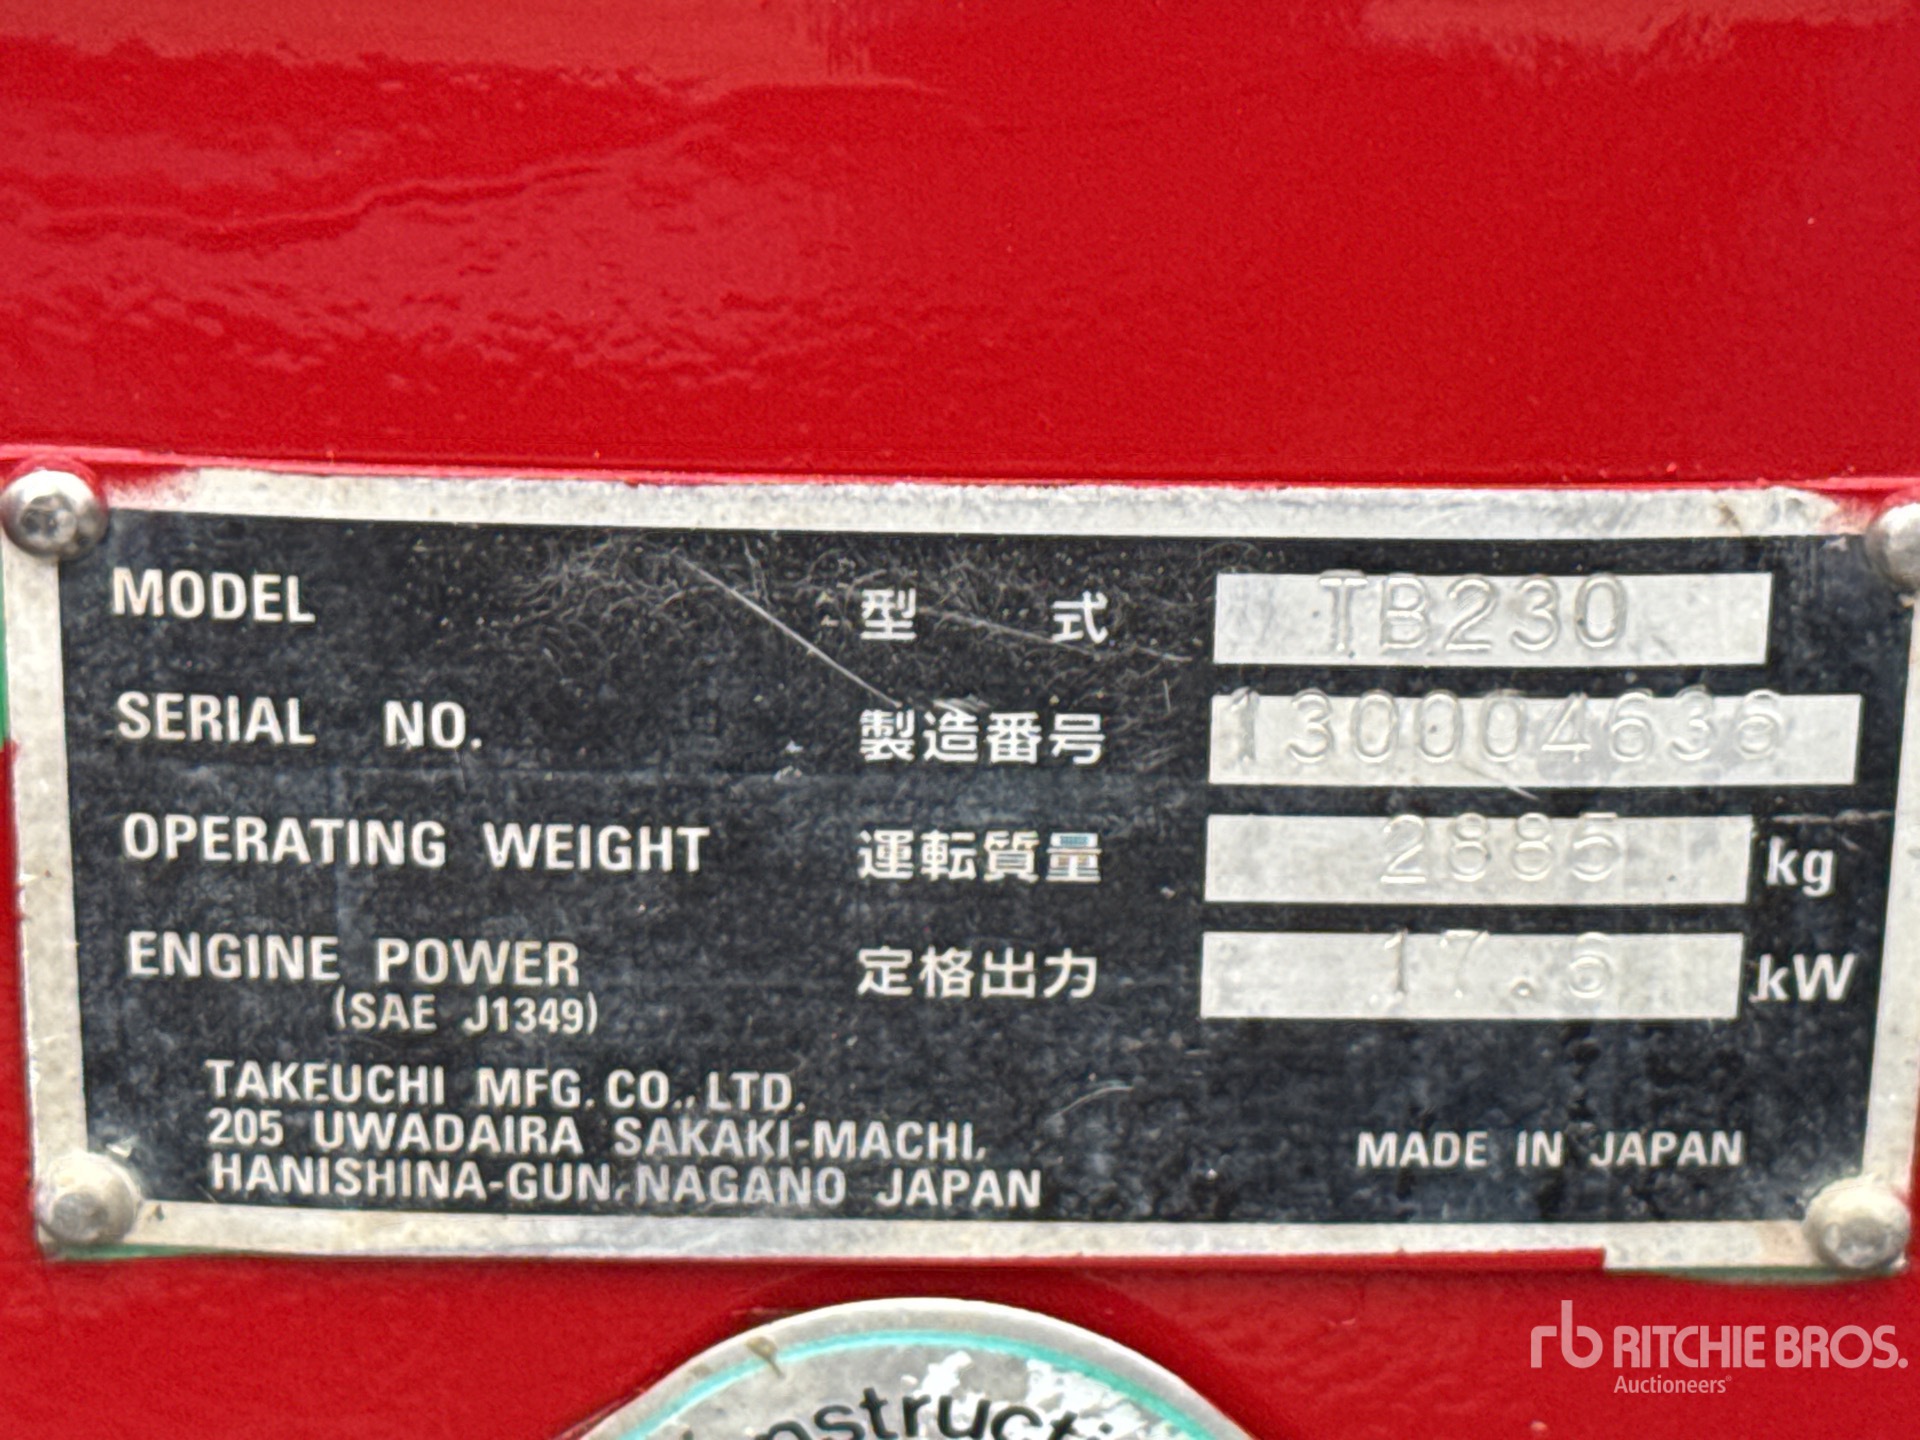 MODEL 型 式 TB230
SERIAL NO. 製造番号 130004636
OPERATING WEIGHT 運転質量 2885 kg
ENGINE POWER 定格出力 17.6 kW
(SAE J1349)
TAKEUCHI MFG. CO., LTD.
205 UWADAIRA SAKAKI-MACHI,
HANISHINA-GUN, NAGANO JAPAN
MADE IN JAPAN
rb RITCHIE BROS.
Auctioneers